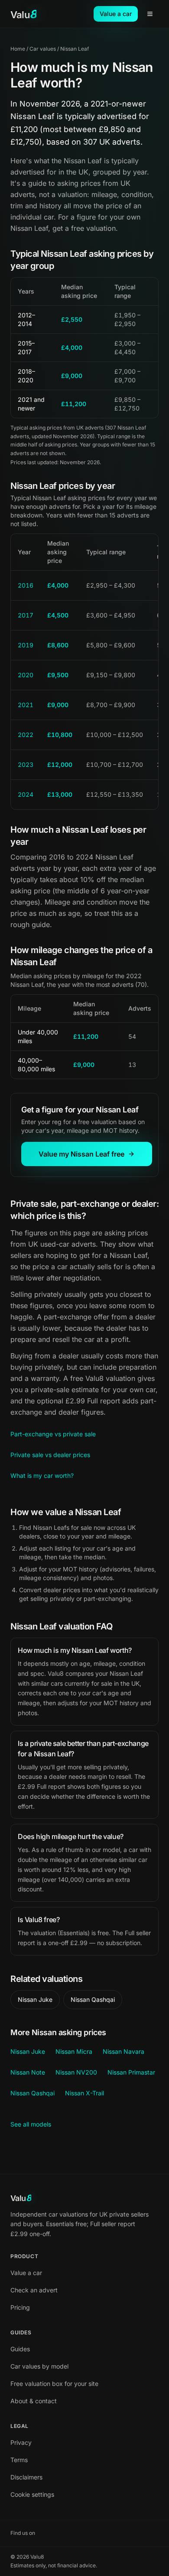 Valu8
Value a car
Home / Car values / Nissan Leaf
How much is my Nissan
Leaf worth?
In November 2026, a 2021-or-newer
Nissan Leaf is typically advertised for
£11,200 (most between £9,850 and
£12,750), based on 307 UK adverts.
Here's what the Nissan Leaf is typically
advertised for in the UK, grouped by year.
It's a guide to asking prices from UK
adverts, not a valuation: mileage, condition,
trim and history all move the price of an
individual car. For a figure for your own
Nissan Leaf, get a free valuation.
Typical Nissan Leaf asking prices by
year group
Years
Median
asking price
Typical
range
2012–
2014
£2,550
£1,950 –
£2,950
2015–
2017
£4,000
£3,000 –
£4,450
2018–
2020
£9,000
£7,000 –
£9,700
2021 and
newer
£11,200
£9,850 –
£12,750
Typical asking prices from UK adverts (307 Nissan Leaf
adverts, updated November 2026). Typical range is the
middle half of asking prices. Year groups with fewer than 15
adverts are not shown.
Prices last updated: November 2026.
Nissan Leaf prices by year
Typical Nissan Leaf asking prices for every year we
have enough adverts for. Pick a year for its mileage
breakdown. Years with fewer than 15 adverts are
not listed.
Year
Median
asking
price
Typical range
2016 £4,000 £2,950 – £4,300
2017 £4,500 £3,600 – £4,950
2019 £8,600 £5,800 – £9,600
2020 £9,500 £9,150 – £9,800
2021 £9,000 £8,700 – £9,900
2022 £10,800 £10,000 – £12,500
2023 £12,000 £10,700 – £12,700
2024 £13,000 £12,550 – £13,350
How much a Nissan Leaf loses per
year
Comparing 2016 to 2024 Nissan Leaf
adverts year by year, each extra year of age
typically takes about 10% off the median
asking price (the middle of 6 year-on-year
changes). Mileage and condition move the
price as much as age, so treat this as a
rough guide.
How mileage changes the price of a
Nissan Leaf
Median asking prices by mileage for the 2022
Nissan Leaf, the year with the most adverts (70).
Mileage
Median
asking price
Adverts
Under 40,000
miles
£11,200 54
40,000–
80,000 miles
£9,000 13
Get a figure for your Nissan Leaf
Enter your reg for a free valuation based on
your car's year, mileage and MOT history.
Value my Nissan Leaf free →
Private sale, part-exchange or dealer:
which price is this?
The figures on this page are asking prices
from UK used-car adverts. They show what
sellers are hoping to get for a Nissan Leaf,
not what the car eventually sells for, which
is often lower after negotiation.
Selling privately usually gets you closest to
these figures, once you leave some room to
haggle. A part-exchange offer from a dealer
is usually lower, because the dealer has to
prepare and resell the car at a profit.
Buying from a dealer usually costs more than
buying privately, but can include preparation
and a warranty. A free Valu8 valuation gives
you a private-sale estimate for your own car,
and the optional £2.99 Full report adds part-
exchange and dealer figures.
Part-exchange vs private sale
Private sale vs dealer prices
What is my car worth?
How we value a Nissan Leaf
1. Find Nissan Leafs for sale now across UK
dealers, close to your year and mileage.
2. Adjust each listing for your car's age and
mileage, then take the median.
3. Adjust for your MOT history (advisories, failures,
mileage consistency) and photos.
4. Convert dealer prices into what you'd realistically
get selling privately or part-exchanging.
Nissan Leaf valuation FAQ
How much is my Nissan Leaf worth?
It depends mostly on age, mileage, condition
and spec. Valu8 compares your Nissan Leaf
with similar cars currently for sale in the UK,
corrects each one to your car's age and
mileage, then adjusts for your MOT history and
photos.
Is a private sale better than part-exchange
for a Nissan Leaf?
Usually you'll get more selling privately,
because a dealer needs margin to resell. The
£2.99 Full report shows both figures so you
can decide whether the difference is worth the
effort.
Does high mileage hurt the value?
Yes. As a rule of thumb in our model, a car with
double the mileage of an otherwise similar car
is worth around 12% less, and very high
mileage (over 140,000) carries an extra
discount.
Is Valu8 free?
The valuation (Essentials) is free. The Full seller
report is a one-off £2.99 — no subscription.
Related valuations
Nissan Juke
Nissan Qashqai
More Nissan asking prices
Nissan Juke Nissan Micra Nissan Navara
Nissan Note Nissan NV200 Nissan Primastar
Nissan Qashqai Nissan X-Trail
See all models
Valu8
Independent car valuations for UK private sellers
and buyers. Essentials free; Full seller report
£2.99 one-off.
PRODUCT
Value a car
Check an advert
Pricing
GUIDES
Guides
Car values by model
Free valuation box for your site
About & contact
LEGAL
Privacy
Terms
Disclaimers
Cookie settings
Find us on
© 2026 Valu8
Estimates only, not financial advice.